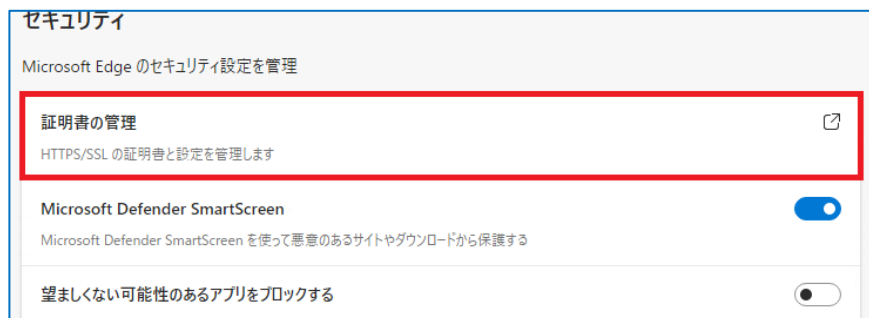 セキュリティ
Microsoft Edge のセキュリティ設定を管理
証明書の管理
HTTPS/SSL の証明書と設定を管理します
Microsoft Defender SmartScreen
Microsoft Defender SmartScreen を使って悪意のあるサイトやダウンロードから保護する
望ましくない可能性のあるアプリをブロックする